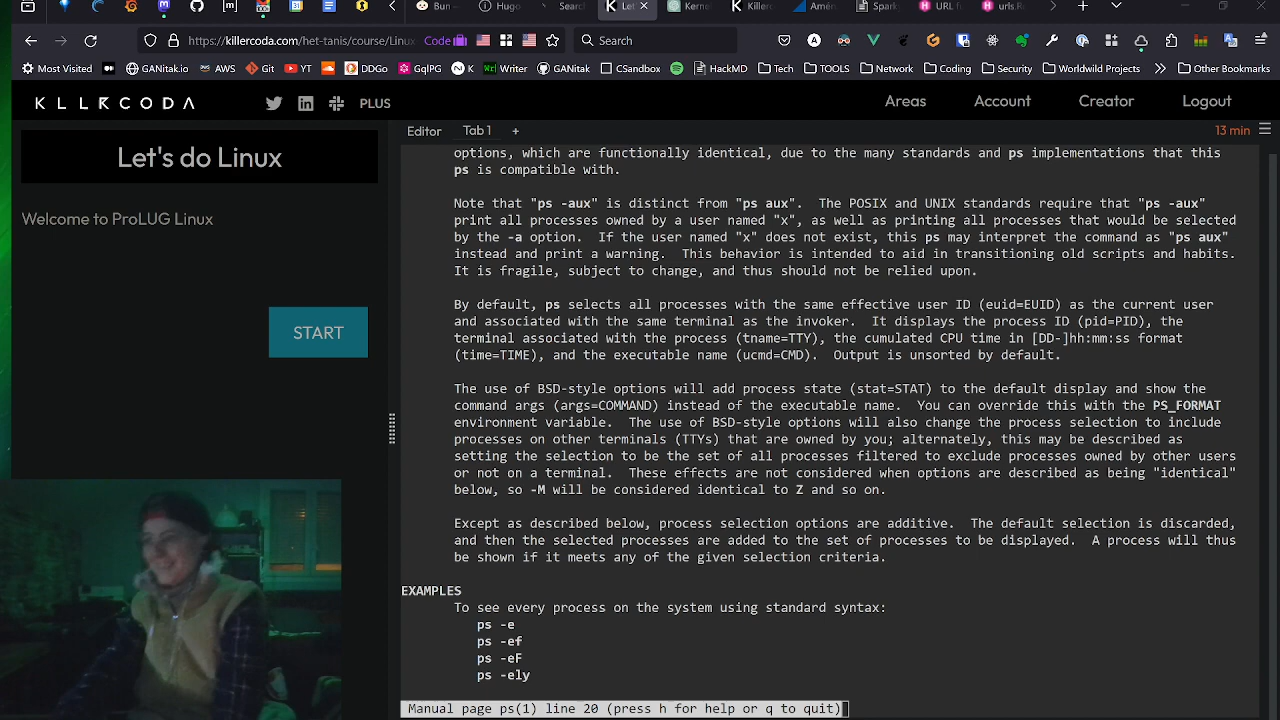 Bun
Hugo
Search
Let
Kernel
Killerc
Amér
Spark
URL fu
urls.Re
https://killercoda.com/het-tanis/course/Linux
Code
Search
Most Visited
GANitak.io
AWS
Git
YT
DDGo
GqlPG
N K
Writer
GANitak
CSandbox
HackMD
Tech
TOOLS
Network
Coding
Security
Worldwild Projects
Other Bookmarks
KLLRCODA
PLUS
Areas
Account
Creator
Logout
Let's do Linux
Welcome to ProLUG Linux
START
Editor
Tab 1
+
13 min
options, which are functionally identical, due to the many standards and ps implementations that this
ps is compatible with.
Note that "ps -aux" is distinct from "ps aux". The POSIX and UNIX standards require that "ps -aux"
print all processes owned by a user named "x", as well as printing all processes that would be selected
by the -a option. If the user named "x" does not exist, this ps may interpret the command as "ps aux"
instead and print a warning. This behavior is intended to aid in transitioning old scripts and habits.
It is fragile, subject to change, and thus should not be relied upon.
By default, ps selects all processes with the same effective user ID (euid=EUID) as the current user
and associated with the same terminal as the invoker. It displays the process ID (pid=PID), the
terminal associated with the process (tname=TTY), the cumulated CPU time in [DD-]hh:mm:ss format
(time=TIME), and the executable name (ucmd=CMD). Output is unsorted by default.
The use of BSD-style options will add process state (stat=STAT) to the default display and show the
command args (args=COMMAND) instead of the executable name. You can override this with the PS_FORMAT
environment variable. The use of BSD-style options will also change the process selection to include
processes on other terminals (TTYs) that are owned by you; alternately, this may be described as
setting the selection to be the set of all processes filtered to exclude processes owned by other users
or not on a terminal. These effects are not considered when options are described as being "identical"
below, so -M will be considered identical to Z and so on.
Except as described below, process selection options are additive. The default selection is discarded,
and then the selected processes are added to the set of processes to be displayed. A process will thus
be shown if it meets any of the given selection criteria.
EXAMPLES
To see every process on the system using standard syntax:
ps -e
ps -ef
ps -eF
ps -ely
Manual page ps(1) line 20 (press h for help or q to quit)